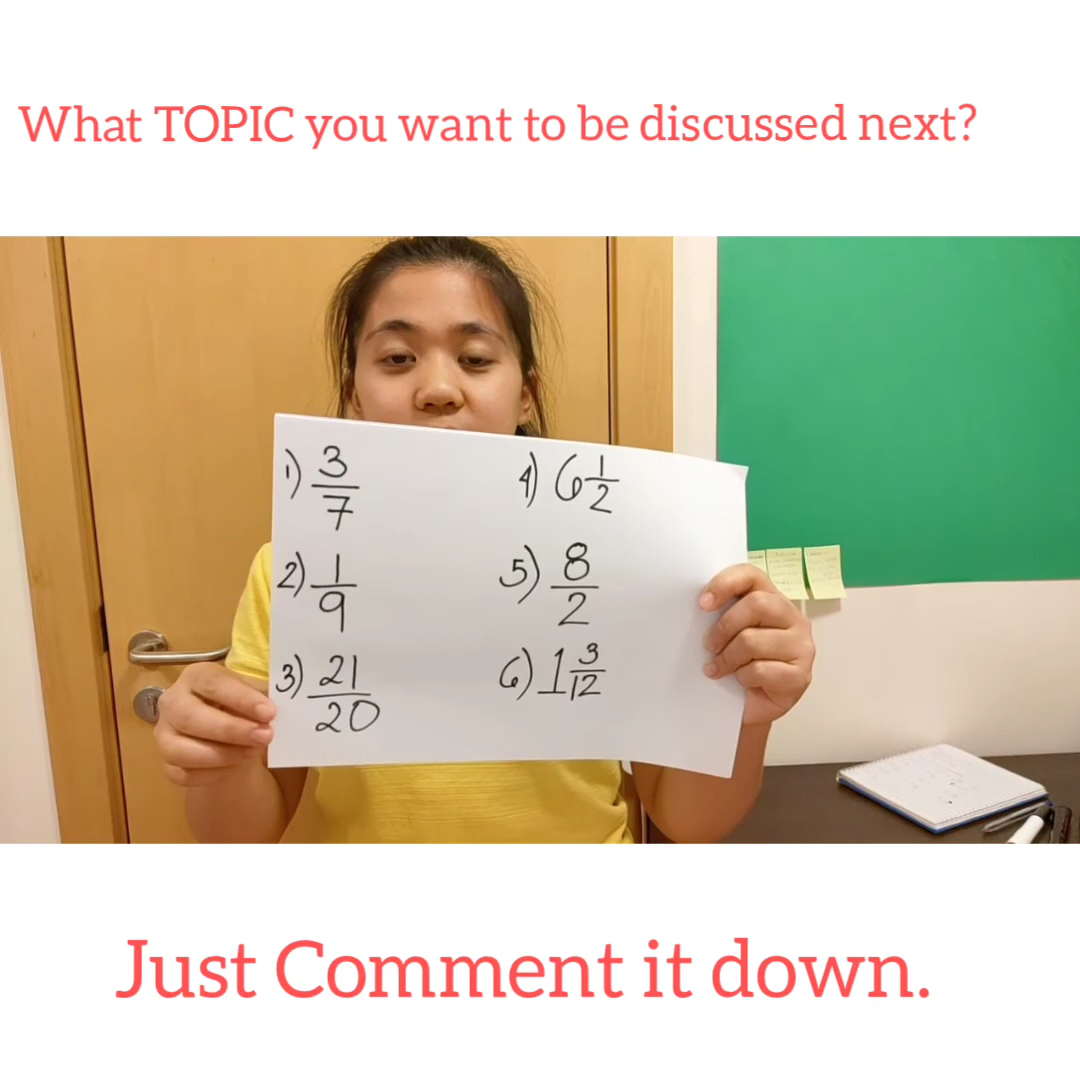 What TOPIC you want to be discussed next?
1) 3/7
2) 1/9
3) 21/20
4) 6 1/2
5) 8/2
6) 1 3/12
Just Comment it down.